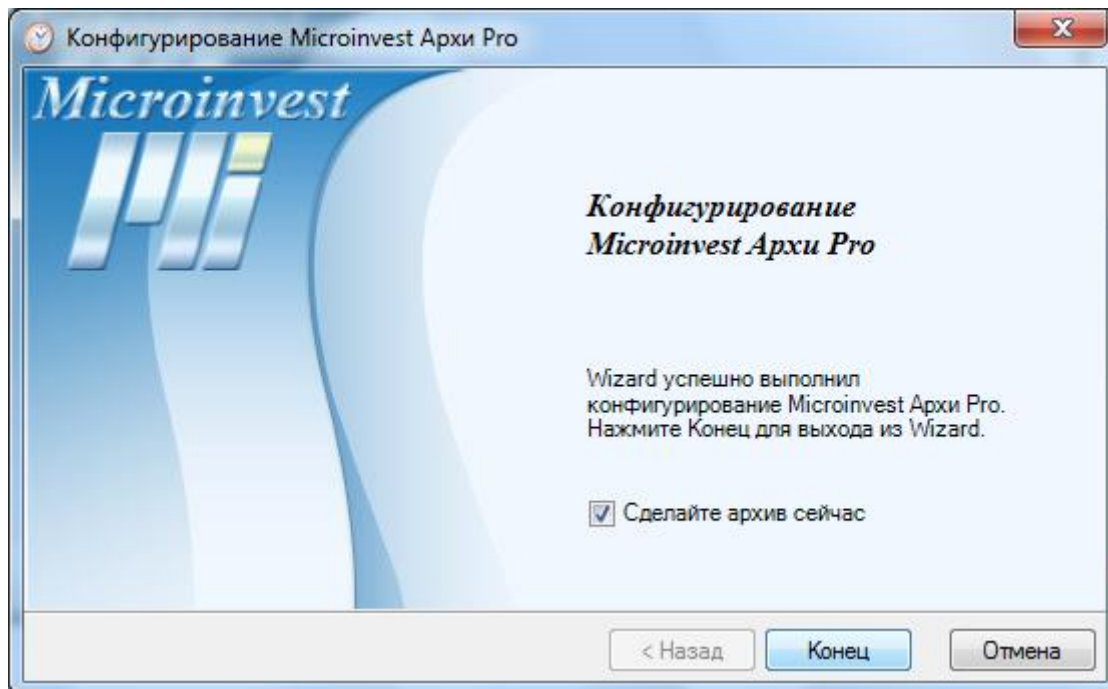 Конфигурирование Microinvest Архи Pro
Microinvest
Конфигурирование
Microinvest Архи Pro
Wizard успешно выполнил
конфигурирование Microinvest Архи Pro.
Нажмите Конец для выхода из Wizard.
Сделайте архив сейчас
< Назад
Конец
Отмена